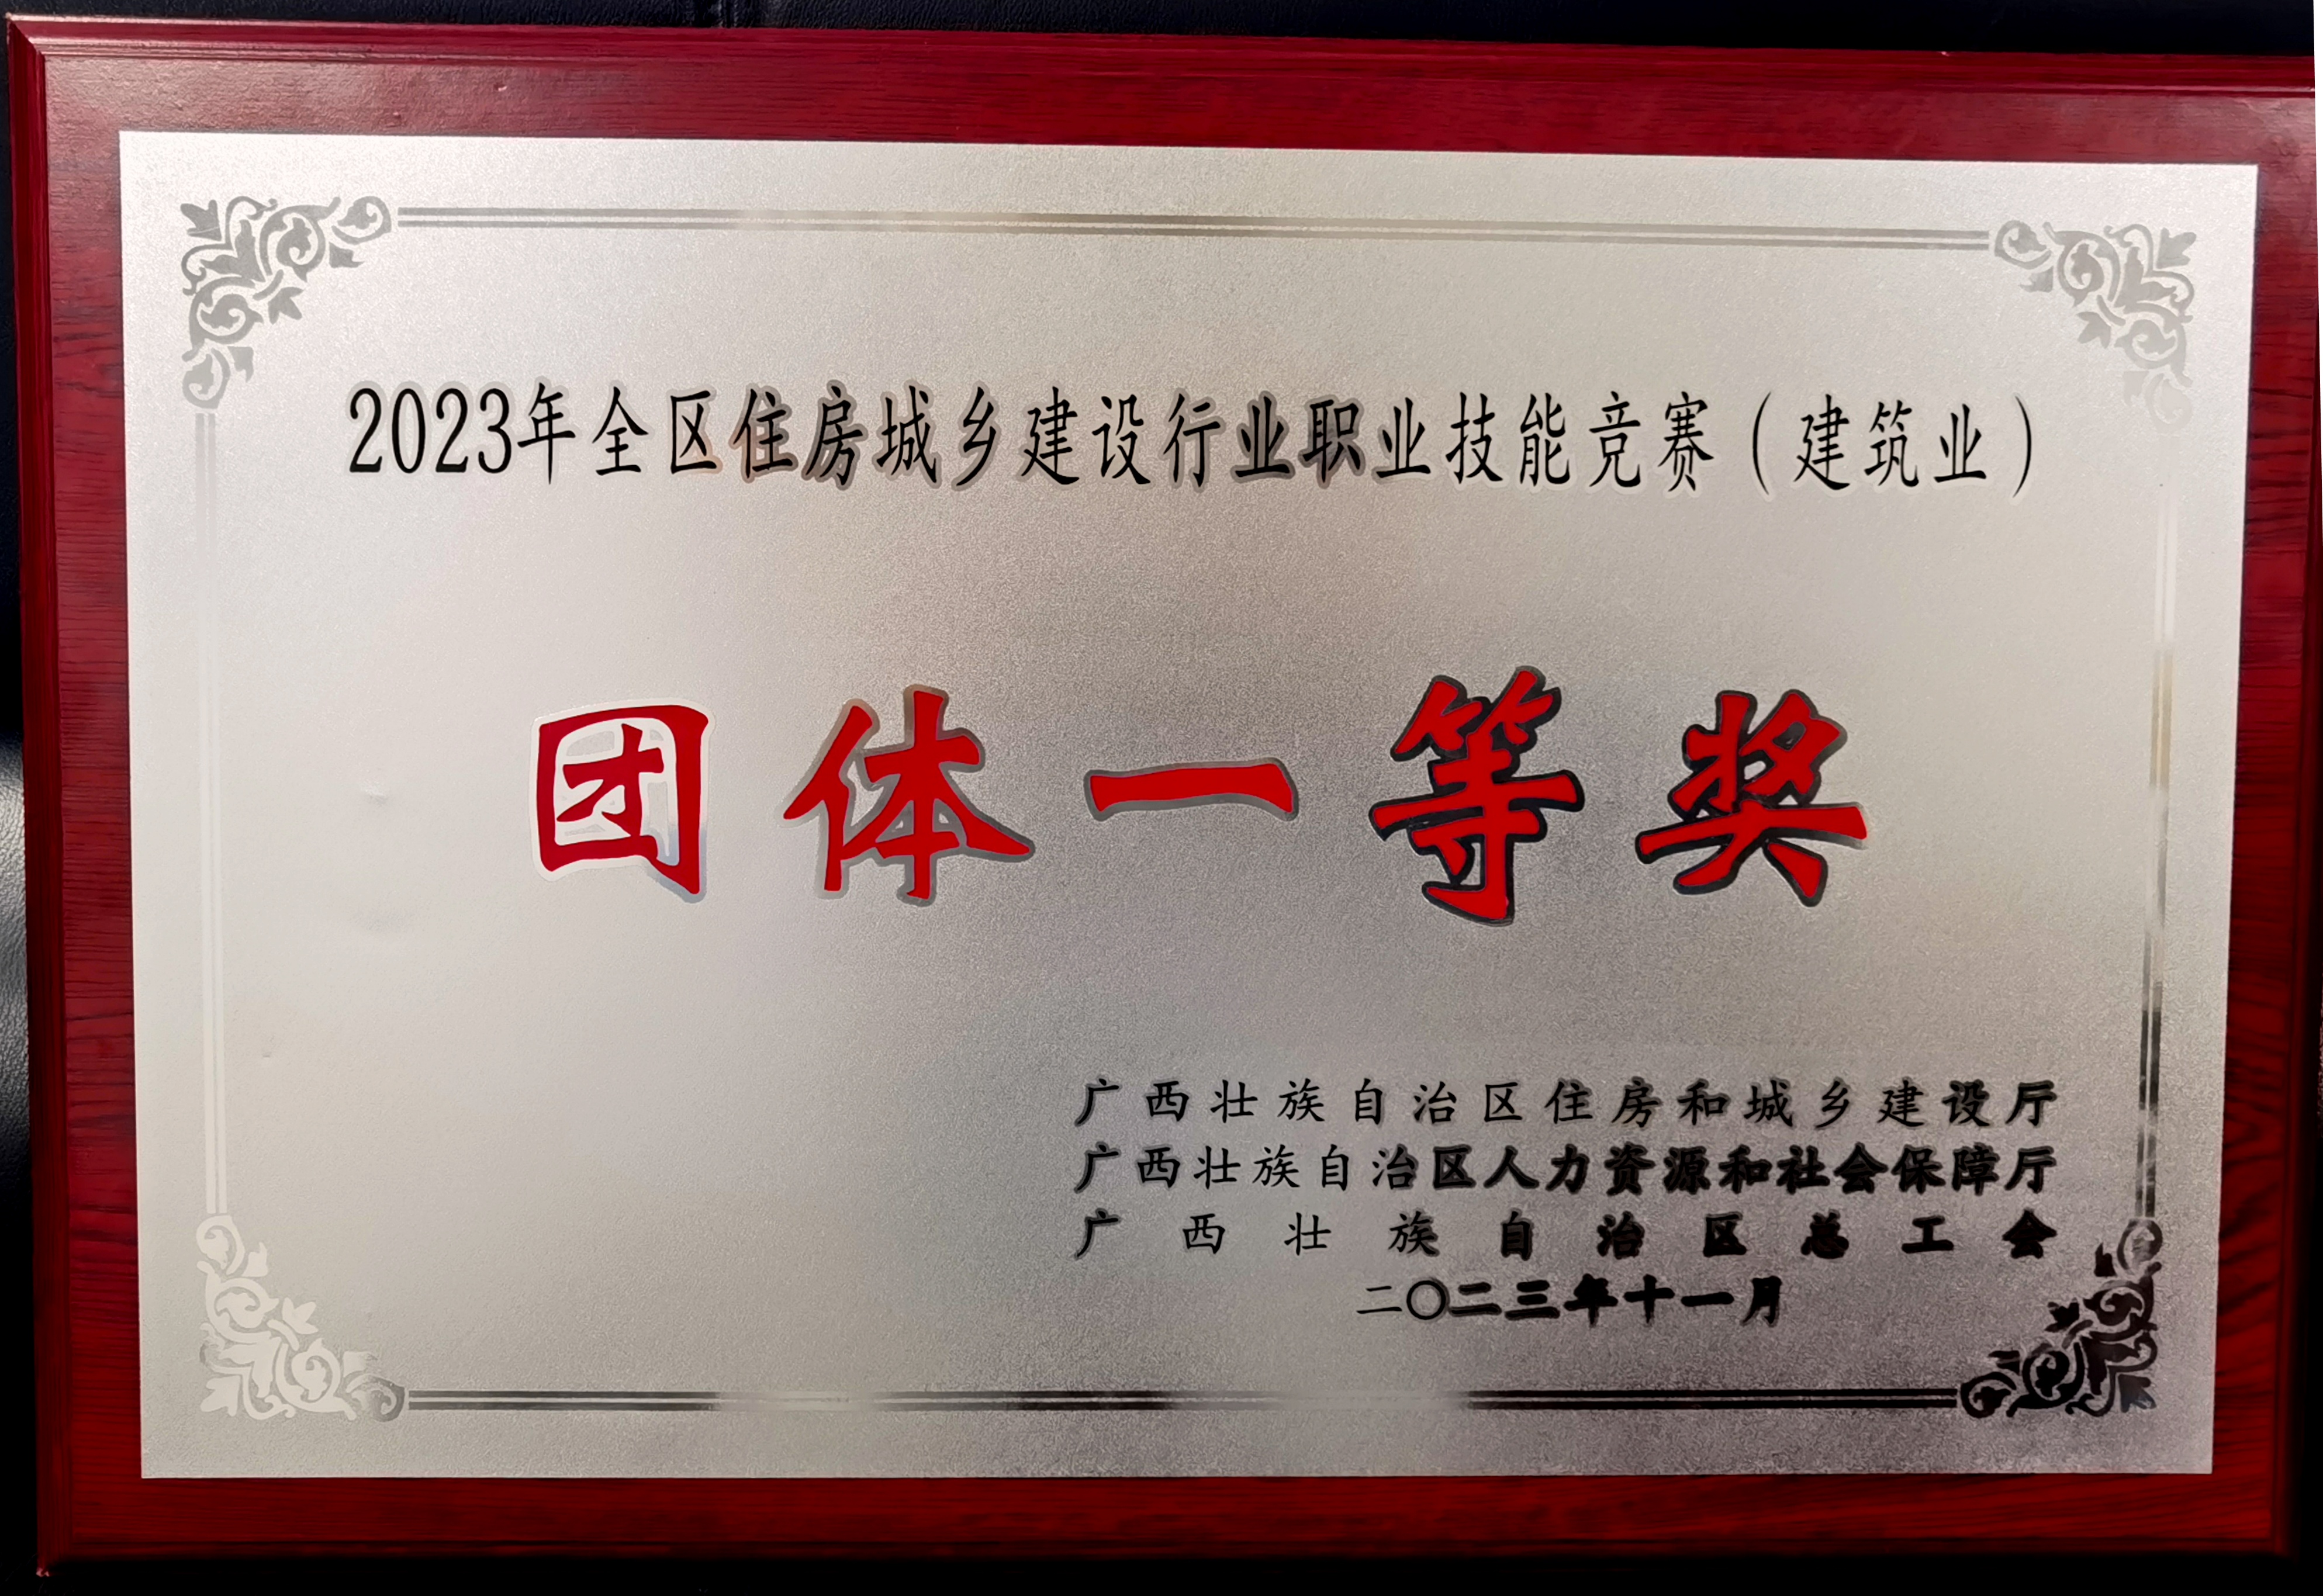 2023年全区住房城乡建设行业职业技能竞赛（建筑业）
团体一等奖
广西壮族自治区住房和城乡建设厅
广西壮族自治区人力资源和社会保障厅
广西壮族自治区总工会
二〇二三年十一月